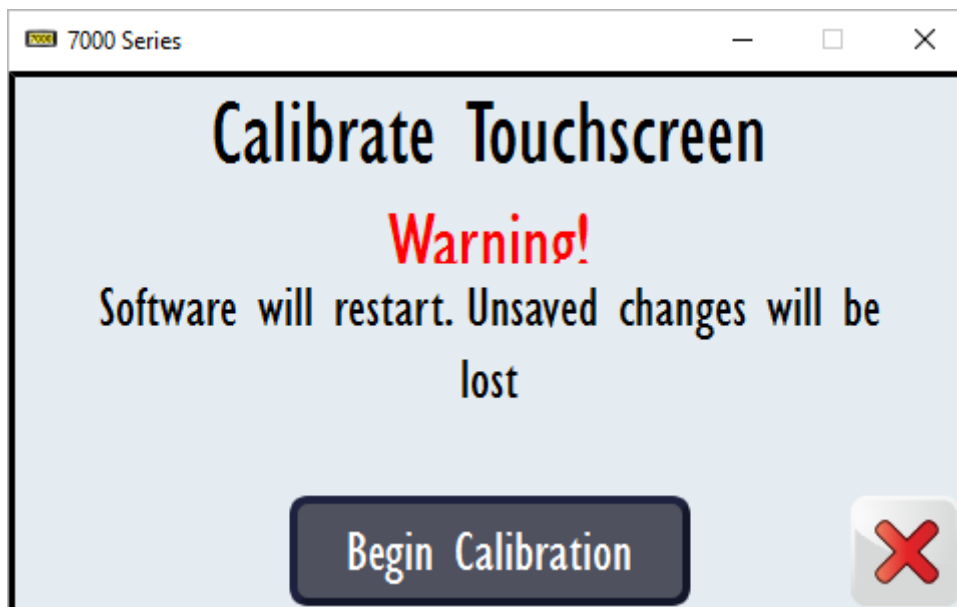 7000 Series
Calibrate Touchscreen
Warning!
Software will restart. Unsaved changes will be
lost
Begin Calibration